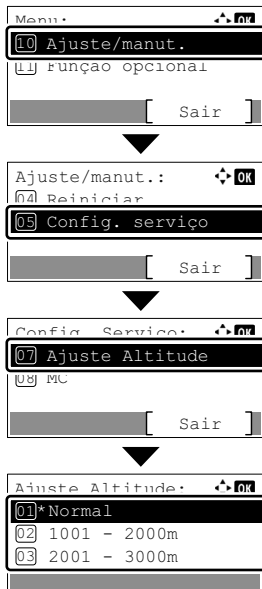 Menu: OK
10 Ajuste/manut.
11 Função opcional
[ Sair ]
Ajuste/manut.: OK
04 Reiniciar
05 Config. serviço
[ Sair ]
Config. Serviço: OK
07 Ajuste Altitude
08 MC
[ Sair ]
Ajuste Altitude: OK
01 *Normal
02 1001 - 2000m
03 2001 - 3000m